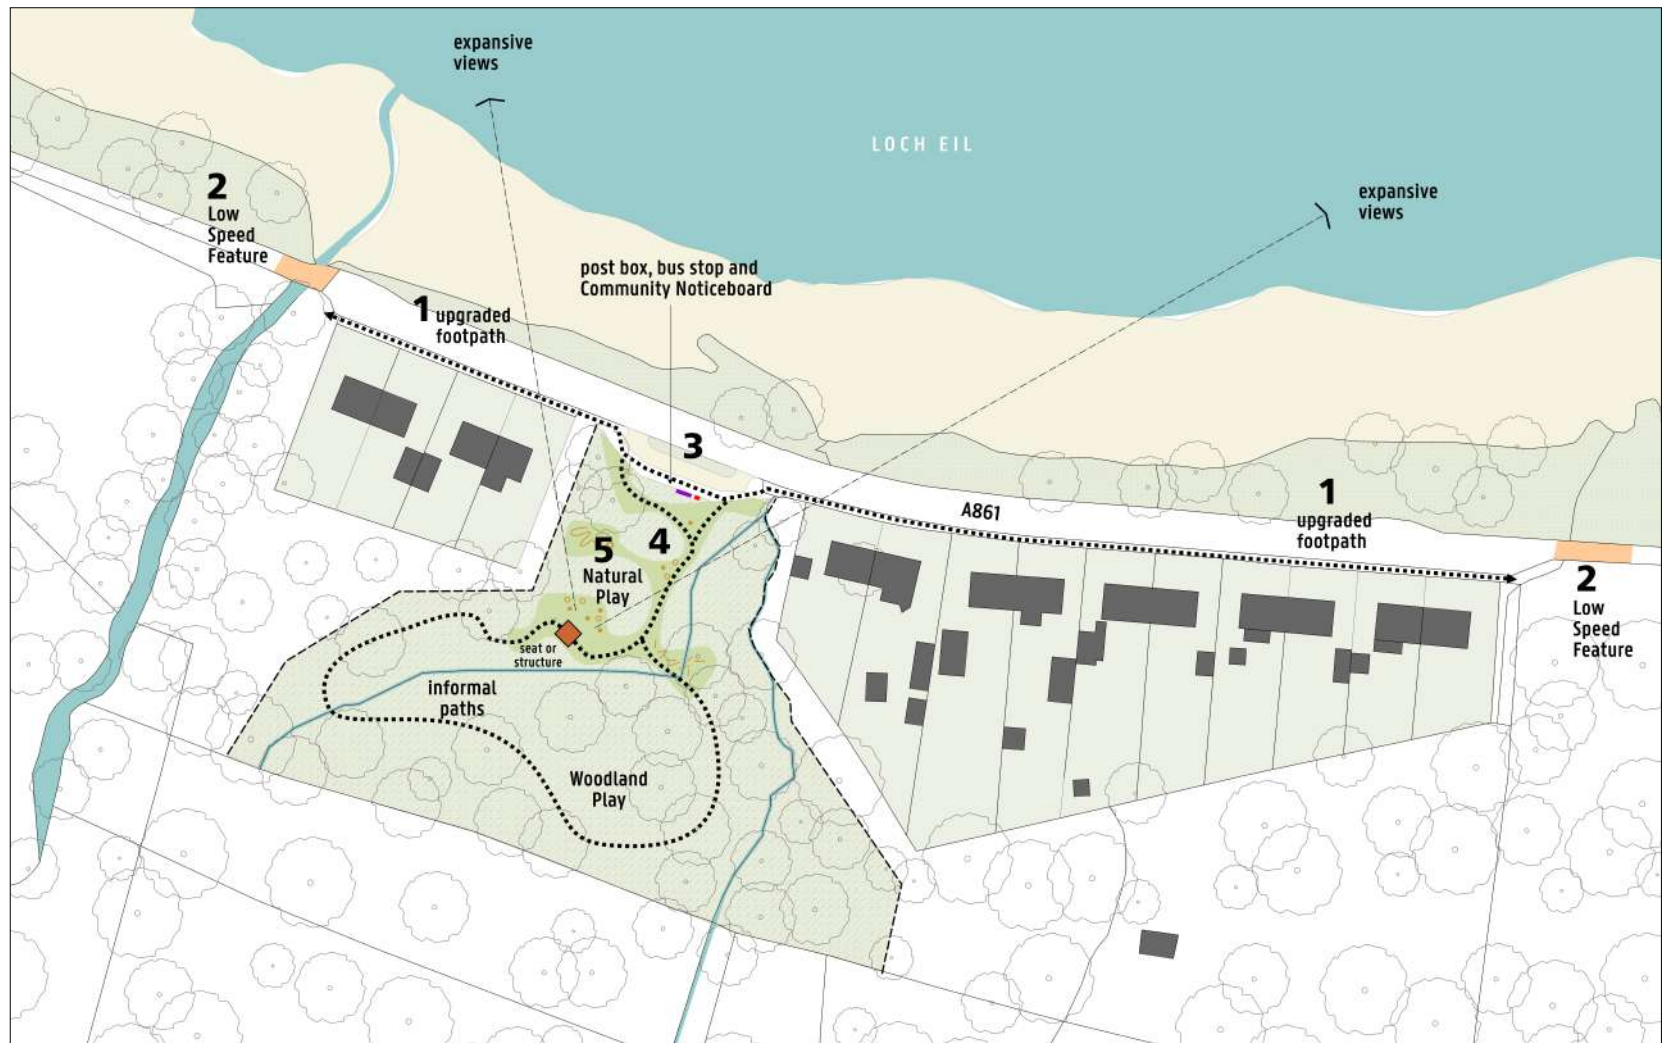 expansive
views
LOCH EIL
expansive
views
2
Low
Speed
Feature
post box, bus stop and
Community Noticeboard
1 upgraded
footpath
3
1
upgraded
footpath
A861
5
4
Natural
Play
2
Low
Speed
Feature
seat or
structure
informal
paths
Woodland
Play